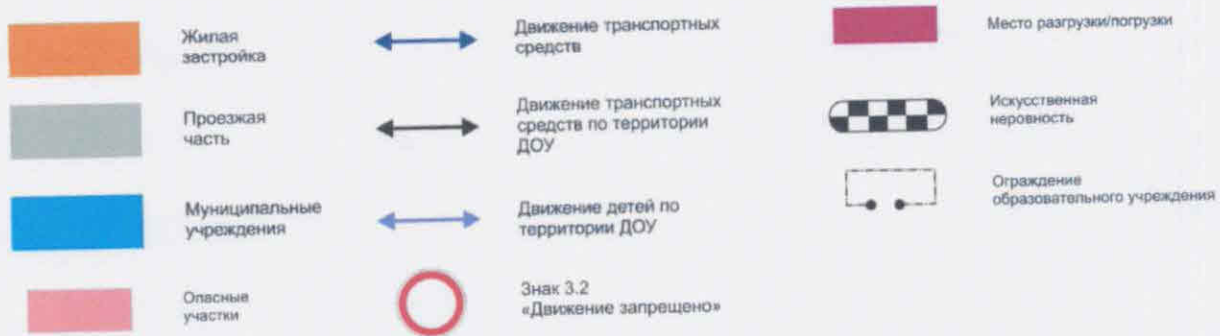 Жилая
застройка
Проезжая
часть
Муниципальные
учреждения
Опасные
участки
Движение транспортных
средств
Движение транспортных
средств по территории
ДОУ
Движение детей по
территории ДОУ
Знак 3.2
«Движение запрещено»
Место разгрузки/погрузки
Искусственная
неровность
Ограждение
образовательного учреждения